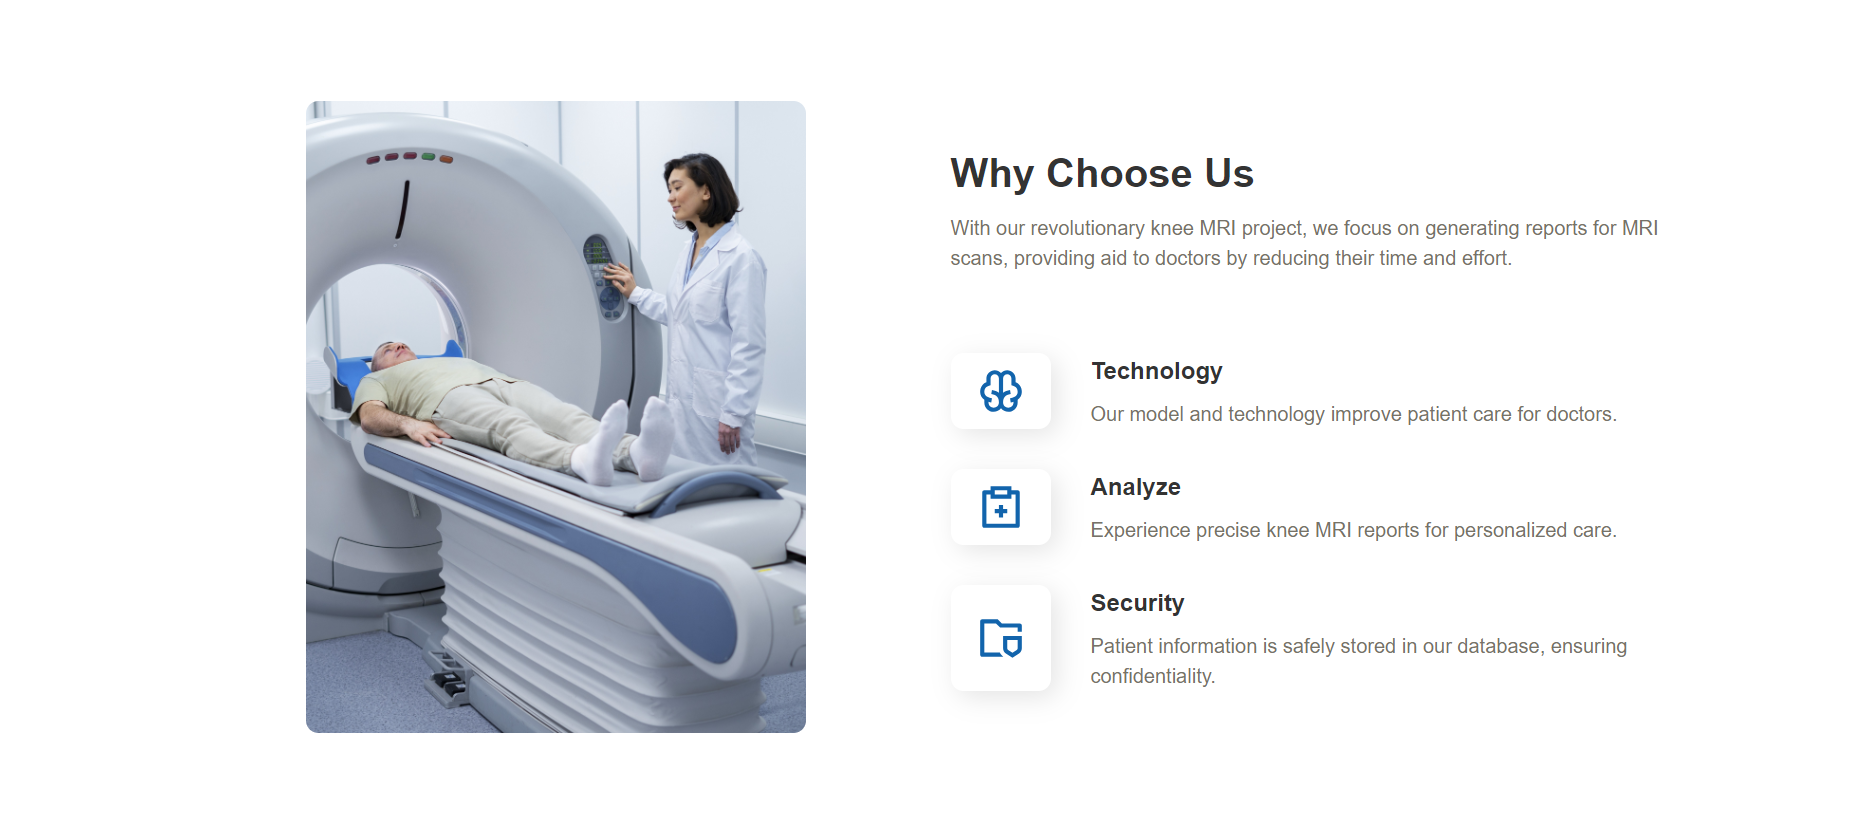 Why Choose Us
With our revolutionary knee MRI project, we focus on generating reports for MRI
scans, providing aid to doctors by reducing their time and effort.
Technology
Our model and technology improve patient care for doctors.
Analyze
Experience precise knee MRI reports for personalized care.
Security
Patient information is safely stored in our database, ensuring
confidentiality.